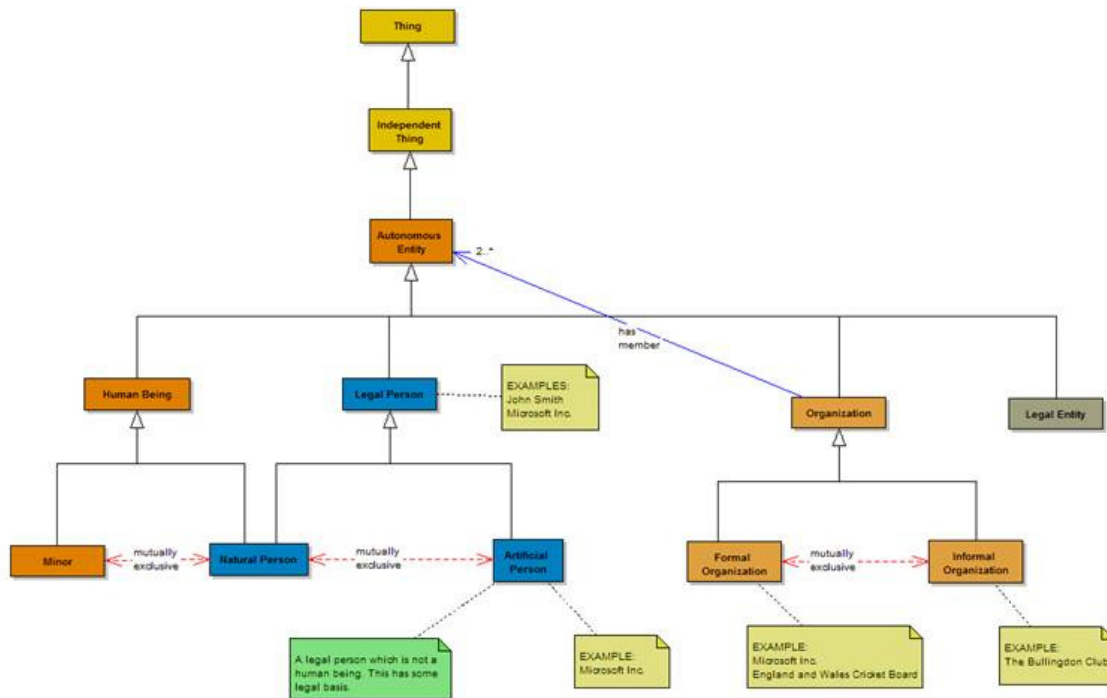 Thing
Independent
Thing
Autonomous
Entity
2..*
has
member
Human Being
Legal Person
EXAMPLES:
John Smith
Microsoft Inc.
Organization
Legal Entity
Minor
mutually
exclusive
Natural Person
mutually
exclusive
Artificial
Person
Formal
Organization
mutually
exclusive
Informal
Organization
A legal person which is not a
human being. This has some
legal basis.
EXAMPLE:
Microsoft Inc.
EXAMPLE:
Microsoft Inc.
England and Wales Cricket Board
EXAMPLE:
The Bullingdon Club